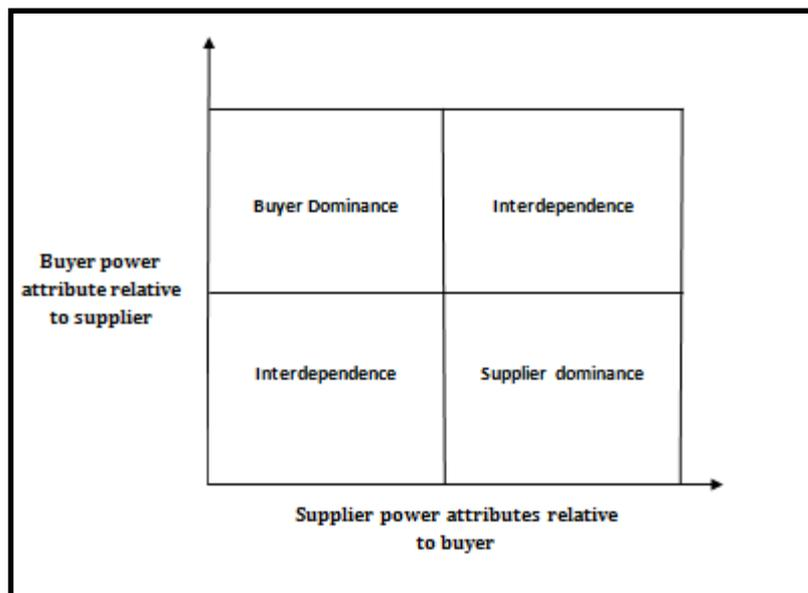 Buyer Dominance
Interdependence
Buyer power
attribute relative
to supplier
Interdependence
Supplier dominance
Supplier power attributes relative
to buyer